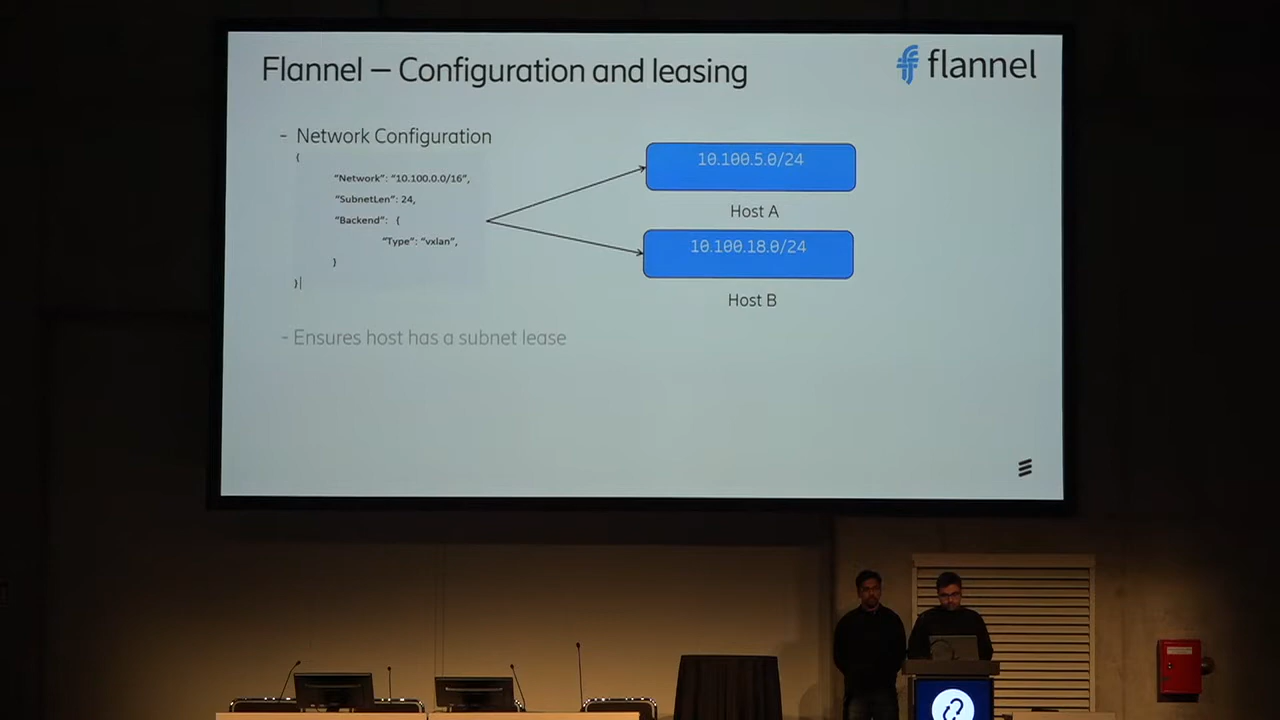 Flannel – Configuration and leasing
flannel
- Network Configuration
{
"Network": "10.100.0.0/16",
"SubnetLen": 24,
"Backend": {
"Type": "vxlan",
}
}
10.100.5.0/24
Host A
10.100.18.0/24
Host B
- Ensures host has a subnet lease